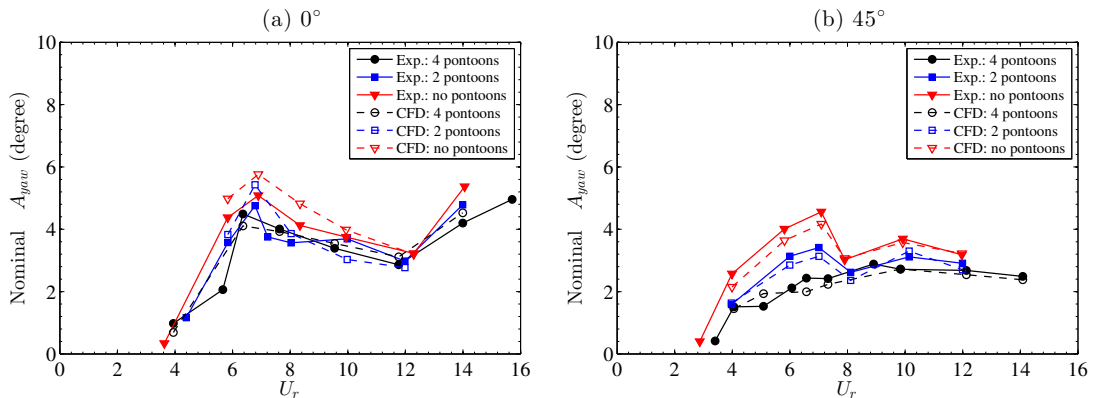 (a) 0°
10
8
6
4
2
0
0 2 4 6 8 10 12 14 16
Nominal A_yaw (degree)
U_r
Exp.: 4 pontoons
Exp.: 2 pontoons
Exp.: no pontoons
CFD: 4 pontoons
CFD: 2 pontoons
CFD: no pontoons
(b) 45°
10
8
6
4
2
0
0 2 4 6 8 10 12 14 16
Nominal A_yaw (degree)
U_r
Exp.: 4 pontoons
Exp.: 2 pontoons
Exp.: no pontoons
CFD: 4 pontoons
CFD: 2 pontoons
CFD: no pontoons